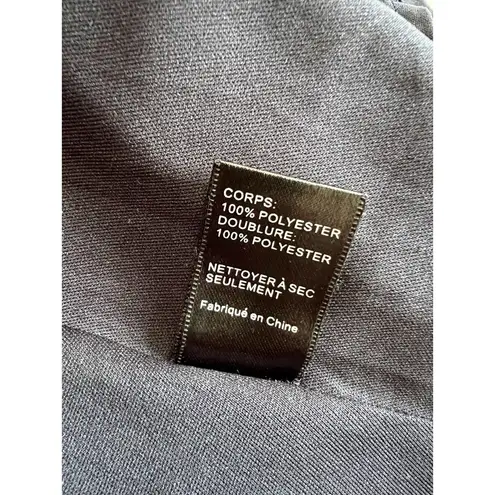 CORPS:
100% POLYESTER
DOUBLURE:
100% POLYESTER
NETTOYER À SEC
SEULEMENT
Fabriqué en Chine